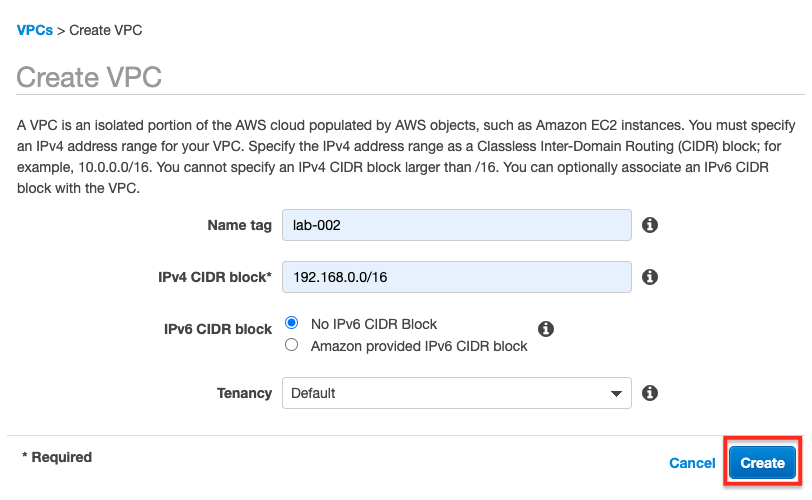 VPCs > Create VPC
Create VPC
A VPC is an isolated portion of the AWS cloud populated by AWS objects, such as Amazon EC2 instances. You must specify
an IPv4 address range for your VPC. Specify the IPv4 address range as a Classless Inter-Domain Routing (CIDR) block; for
example, 10.0.0.0/16. You cannot specify an IPv4 CIDR block larger than /16. You can optionally associate an IPv6 CIDR
block with the VPC.
Name tag lab-002
IPv4 CIDR block* 192.168.0.0/16
IPv6 CIDR block No IPv6 CIDR Block
Amazon provided IPv6 CIDR block
Tenancy Default
* Required
Cancel Create